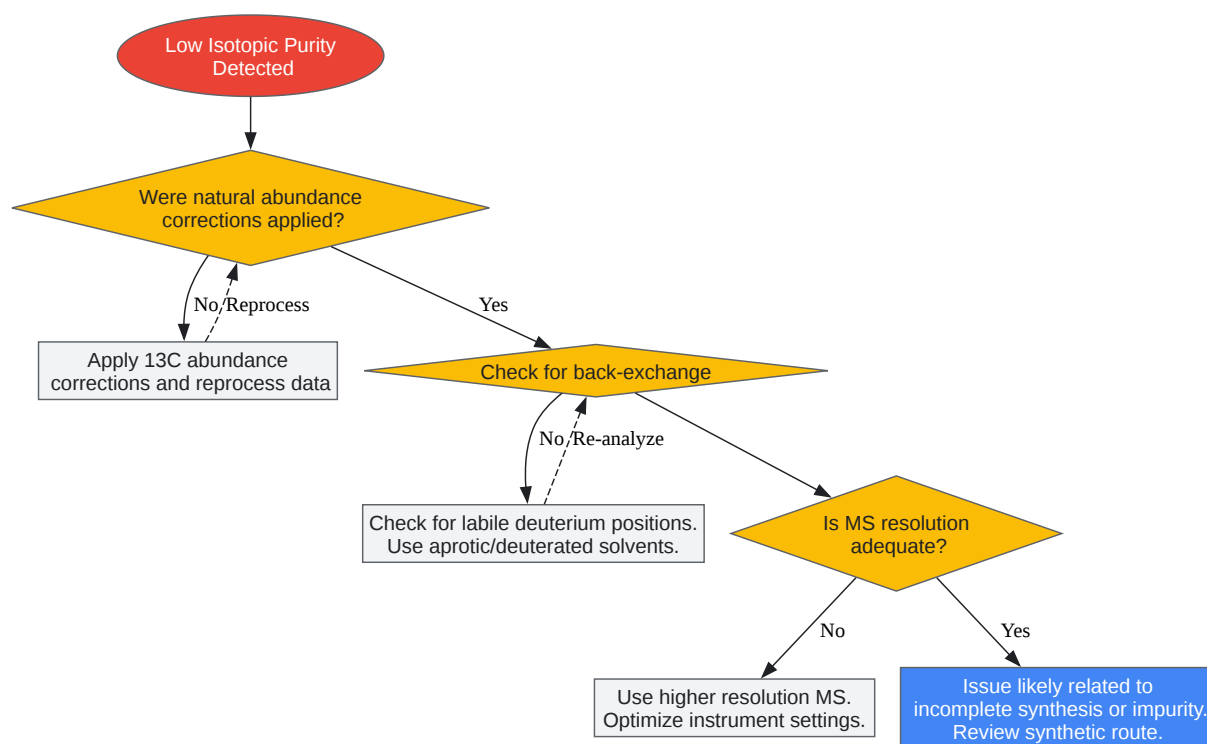 Low Isotopic Purity
Detected
Were natural abundance
corrections applied?
No
Reprocess
Yes
Apply 13C abundance
corrections and reprocess data
Check for back-exchange
No
Re-analyze
Check for labile deuterium positions.
Use aprotic/deuterated solvents.
Is MS resolution
adequate?
No
Yes
Use higher resolution MS.
Optimize instrument settings.
Issue likely related to
incomplete synthesis or impurity.
Review synthetic route.